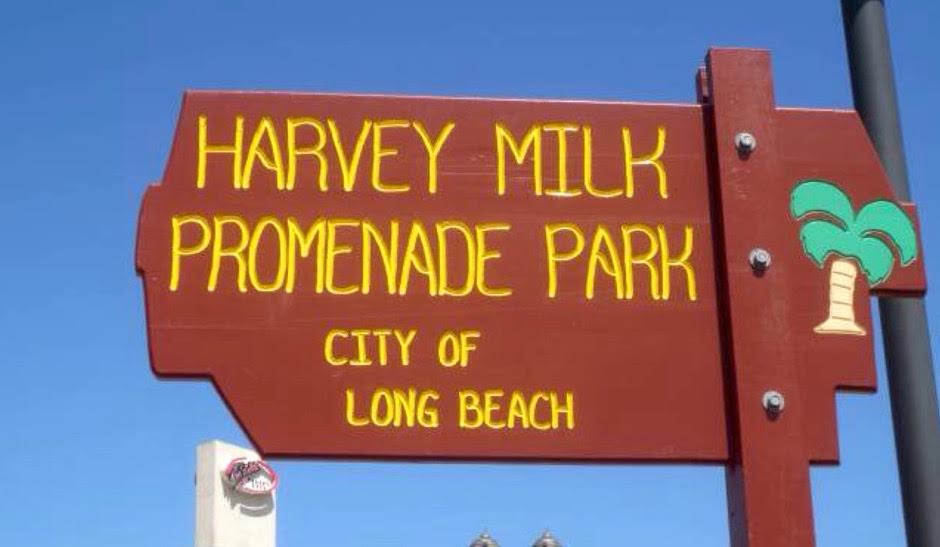 HARVEY MILK
PROMENADE PARK
CITY OF
LONG BEACH